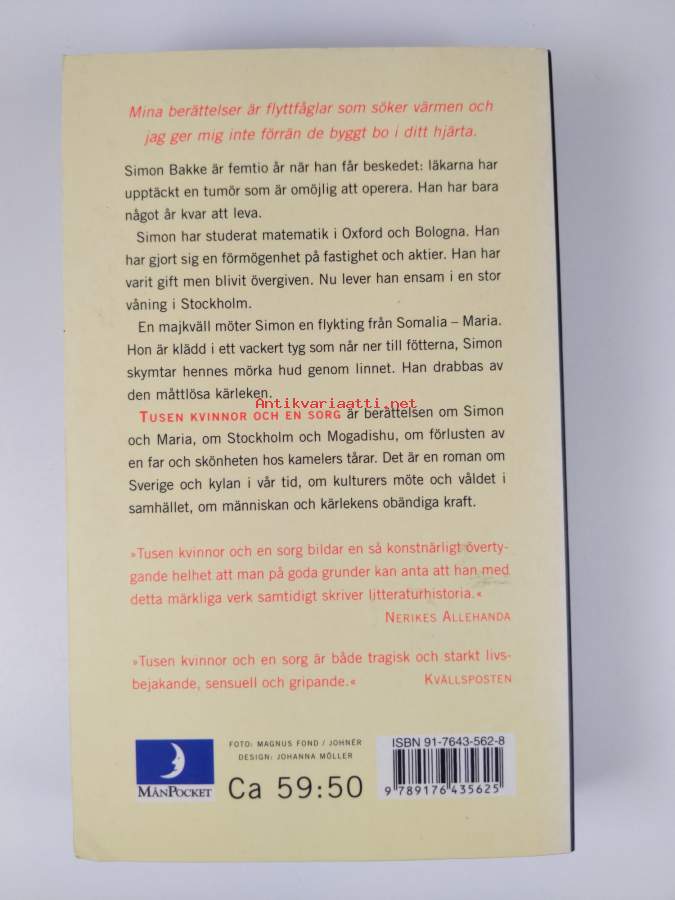 Mina berättelser är flyttfåglar som söker värmen och
jag ger mig inte förrän de byggt bo i ditt hjärta.
Simon Bakke är femtio år när han får beskedet: läkarna har
upptäckt en tumör som är omöjlig att operera. Han har bara
något år kvar att leva.
Simon har studerat matematik i Oxford och Bologna. Han
har gjort sig en förmögenhet på fastighet och aktier. Han har
varit gift men blivit övergiven. Nu lever han ensam i en stor
våning i Stockholm.
En majkväll möter Simon en flykting från Somalia – Maria.
Hon är klädd i ett vackert tyg som når ner till fötterna, Simon
skymtar hennes mörka hud genom linnet. Han drabbas av
den måttlösa kärleken.
Antikvariaatti.net
TUSEN KVINNOR OCH EN SORG är berättelsen om Simon
och Maria, om Stockholm och Mogadishu, om förlusten av
en far och skönheten hos kamelers tårar. Det är en roman om
Sverige och kylan i vår tid, om kulturers möte och våldet i
samhället, om människan och kärlekens obändiga kraft.
»Tusen kvinnor och en sorg bildar en så konstnärligt överty-
gande helhet att man på goda grunder kan anta att han med
detta märkliga verk samtidigt skriver litteraturhistoria.«
NERIKES ALLEHANDA
»Tusen kvinnor och en sorg är både tragisk och starkt livs-
bejakande, sensuell och gripande.« KVÄLLSPOSTEN
MÅNPOCKET
FOTO: MAGNUS FOND / JOHNÉR
DESIGN: JOHANNA MÖLLER
Ca 59:50
ISBN 91-7643-562-8
9 789176 435625